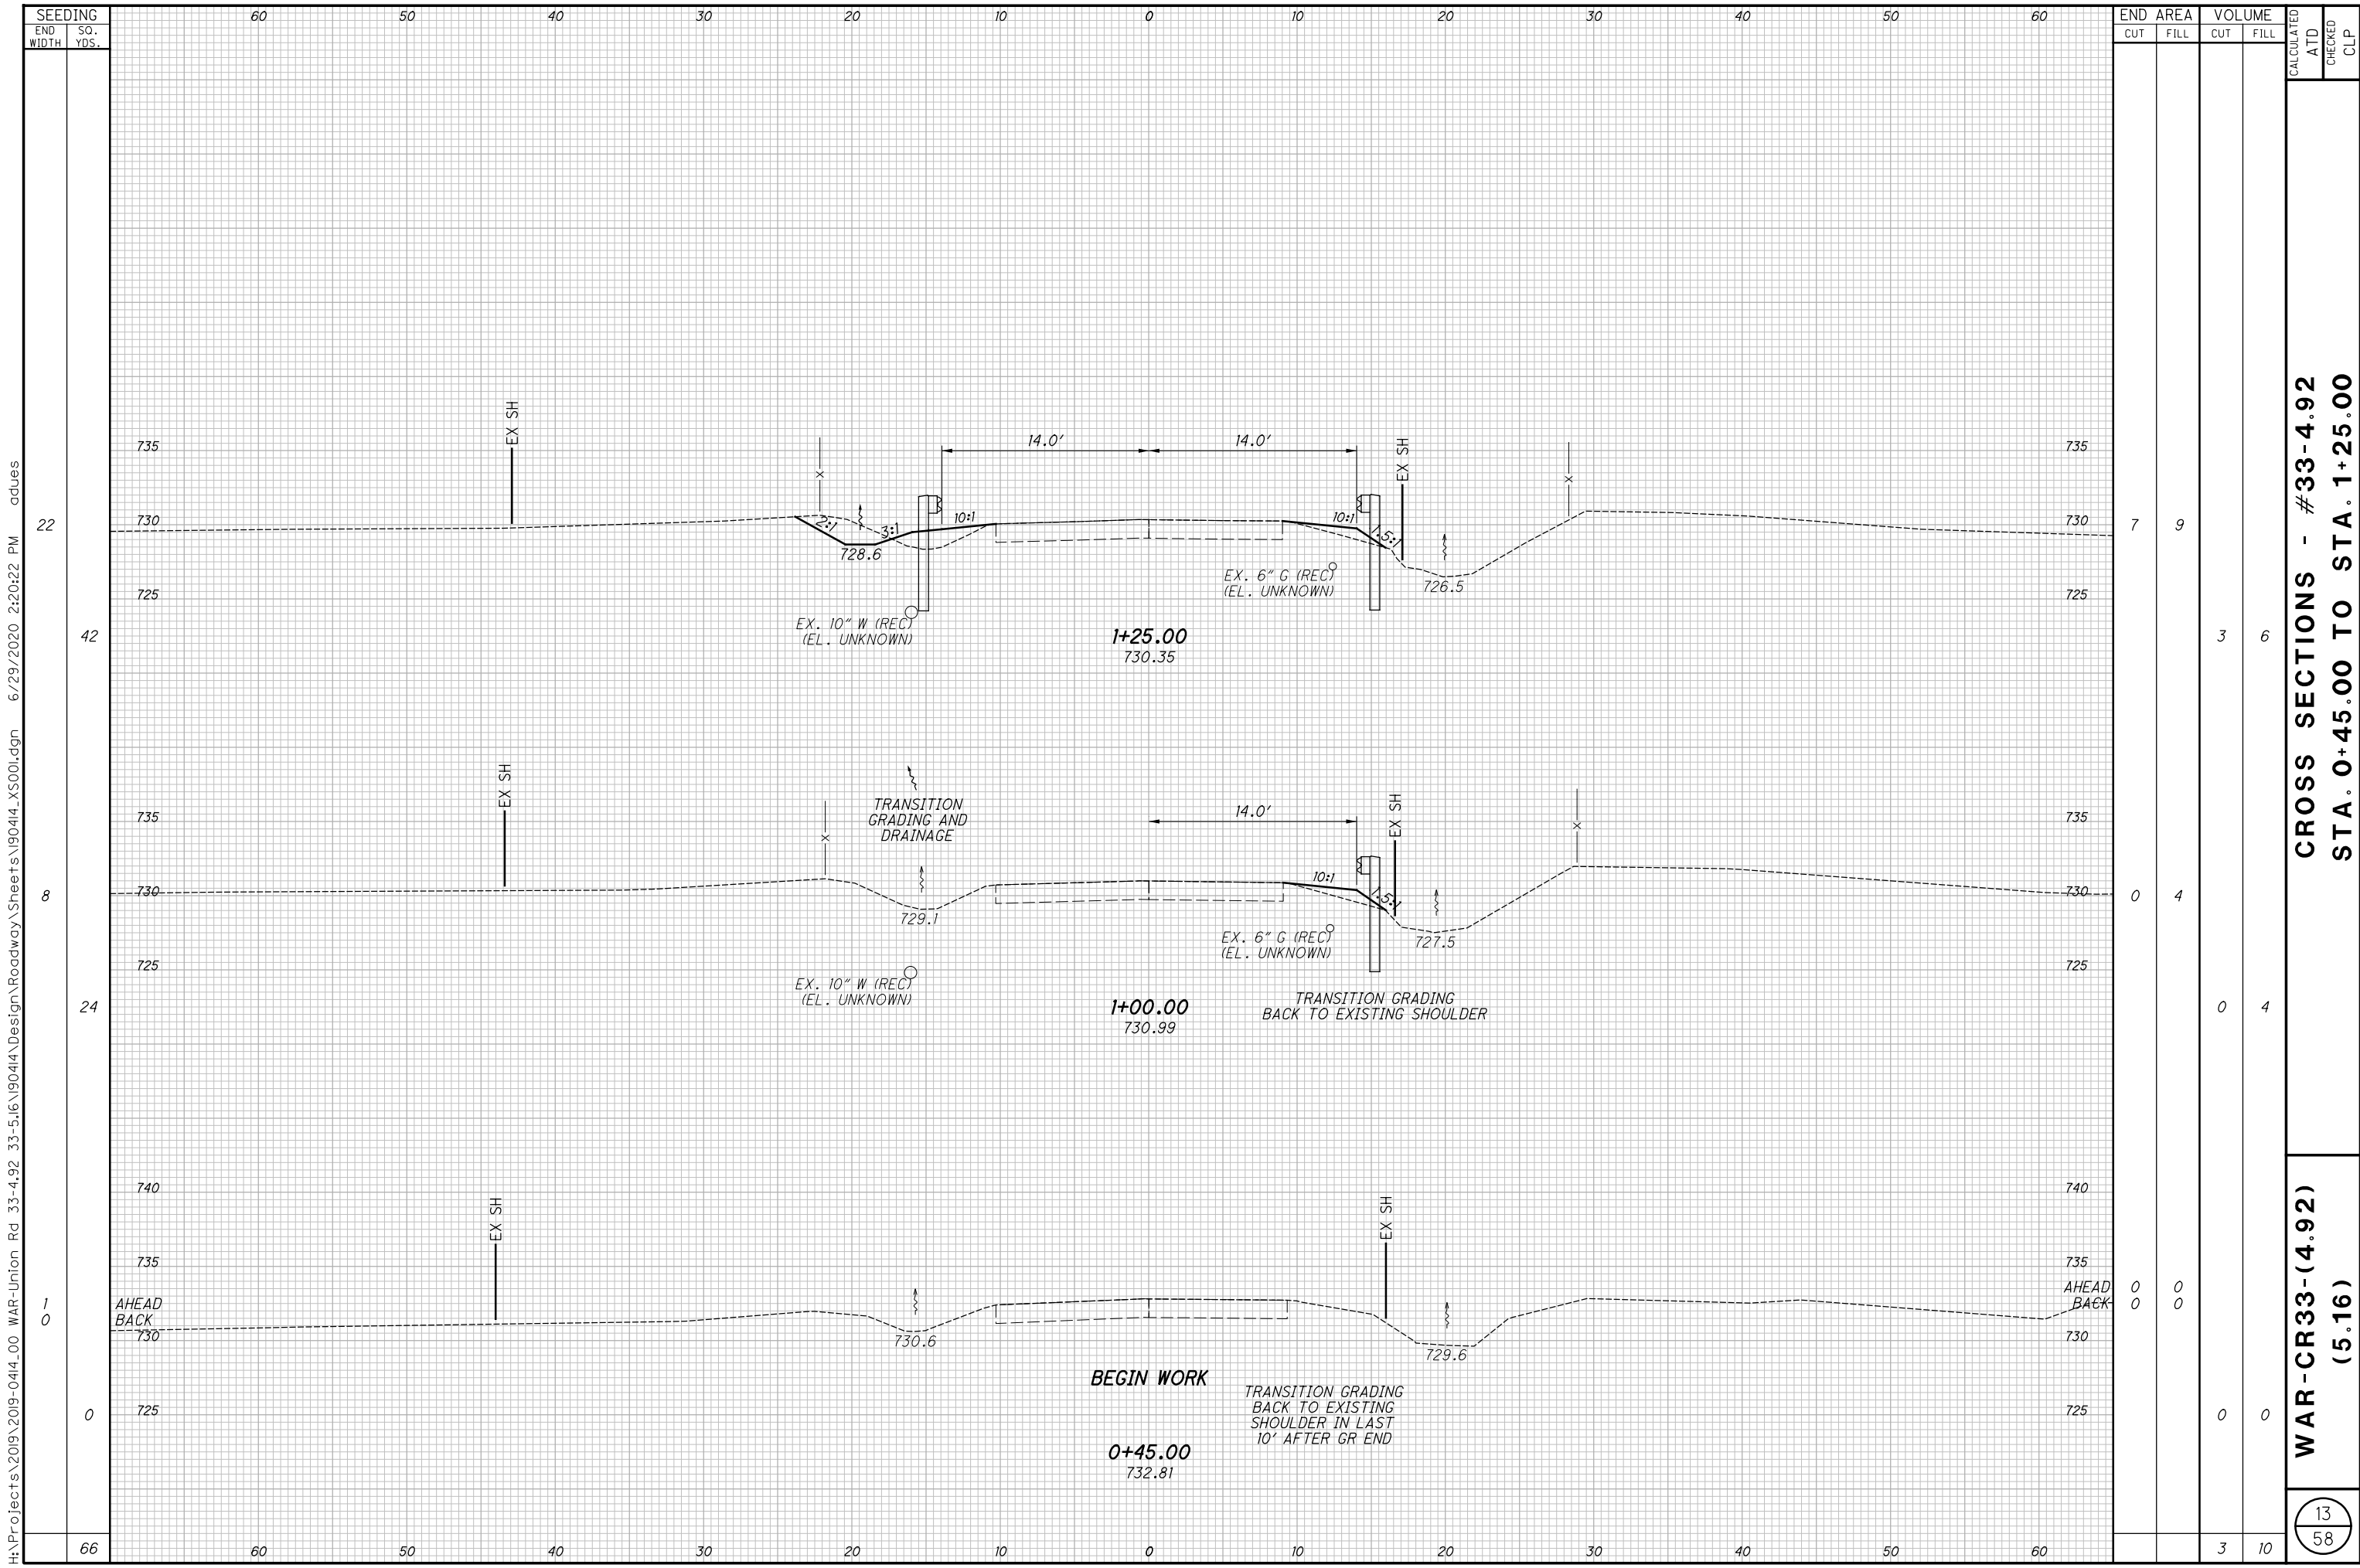 SEEDING
END WIDTH
SQ. YDS.
60 50 40 30 20 10 0 10 20 30 40 50 60
END AREA
VOLUME
CUT FILL CUT FILL
CALCULATED
ATD
CHECKED
CLP
EX SH
735
14.0'
14.0'
EX SH
735
X
X
22
730
2:1
3:1
10:1
10:1
1.5:1
730
7 9
728.6
EX. 6" G (REC)
(EL. UNKNOWN)
726.5
725
725
EX. 10" W (REC)
(EL. UNKNOWN)
42
1+25.00
730.35
3 6
EX SH
TRANSITION
GRADING AND
DRAINAGE
735
14.0'
EX SH
735
X
X
8
730
10:1
1.5:1
730
0 4
729.1
EX. 6" G (REC)
(EL. UNKNOWN)
727.5
725
725
EX. 10" W (REC)
(EL. UNKNOWN)
24
1+00.00
730.99
TRANSITION GRADING
BACK TO EXISTING SHOULDER
0 4
740
740
EX SH
EX SH
735
735
1
AHEAD
AHEAD
0 0
0
BACK
BACK
0 0
730
730
730.6
729.6
BEGIN WORK
TRANSITION GRADING
BACK TO EXISTING
SHOULDER IN LAST
10' AFTER GR END
0
725
725
0 0
0+45.00
732.81
66
60 50 40 30 20 10 0 10 20 30 40 50 60
3 10
CROSS SECTIONS - #33-4.92
STA. 0+45.00 TO STA. 1+25.00
WAR-CR33-(4.92)
(5.16)
13
58
H:\Projects\2019\2019-0414_00 WAR-Union Rd 33-4.92 33-5.16\190414\Design\Roadway\Sheets\190414_XS001.dgn 6/29/2020 2:20:22 PM adues